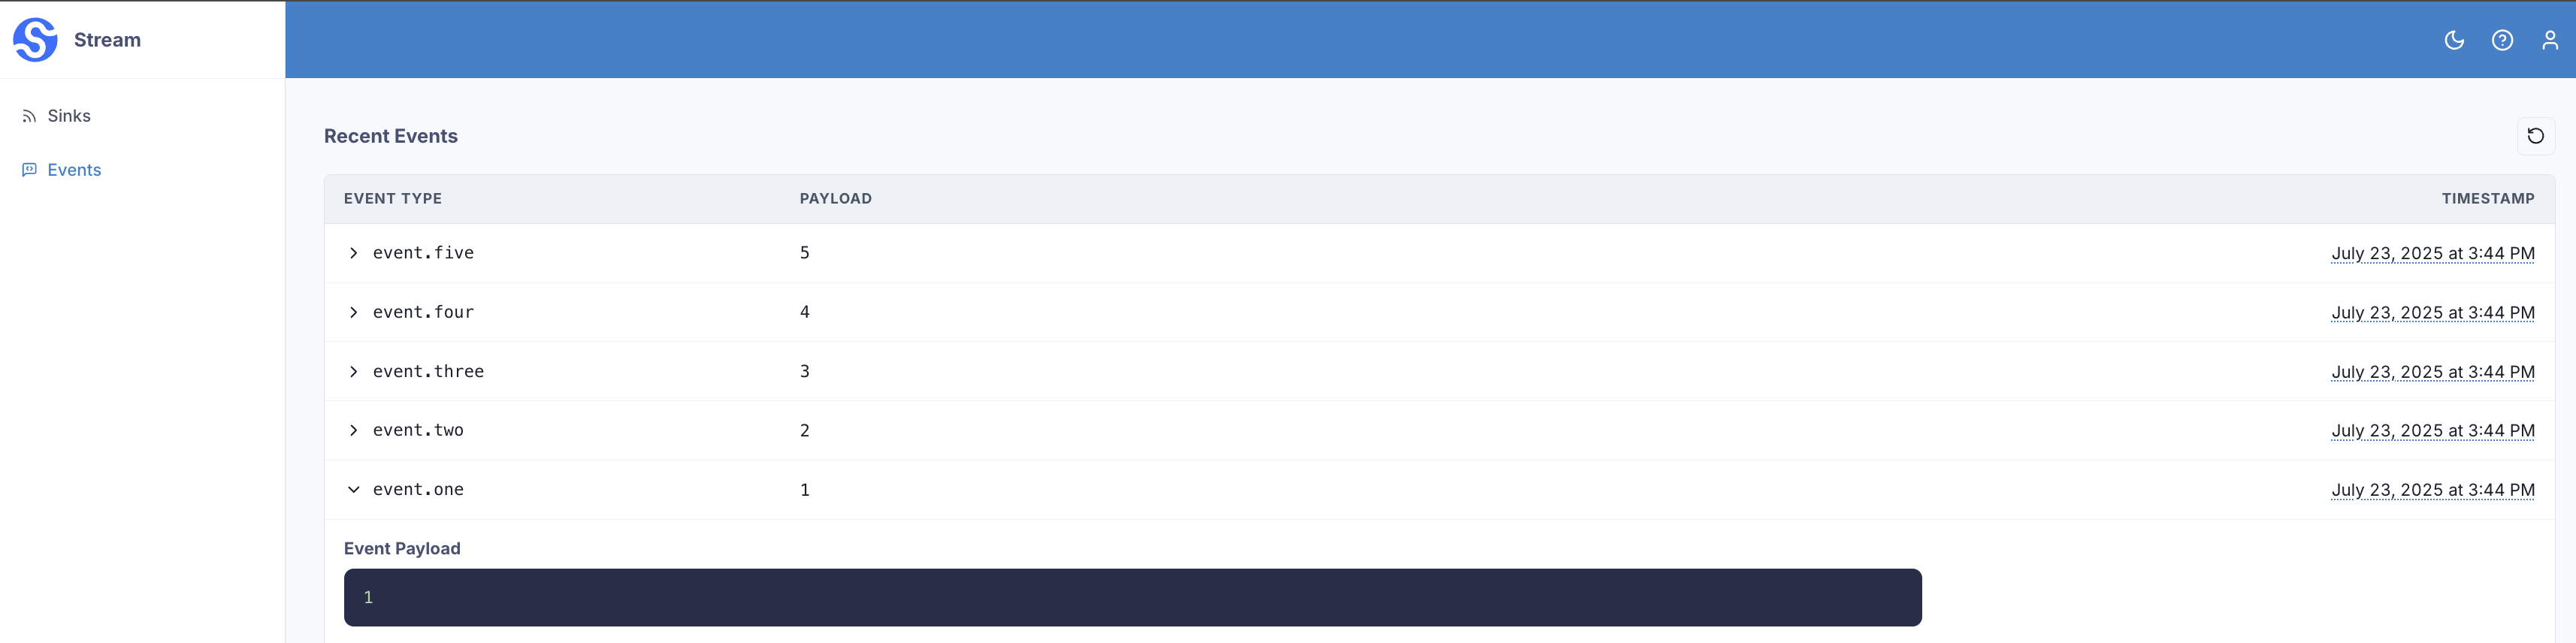 Stream
Sinks
Events
Recent Events
EVENT TYPE PAYLOAD TIMESTAMP
event.five 5 July 23, 2025 at 3:44 PM
event.four 4 July 23, 2025 at 3:44 PM
event.three 3 July 23, 2025 at 3:44 PM
event.two 2 July 23, 2025 at 3:44 PM
event.one 1 July 23, 2025 at 3:44 PM
Event Payload
1